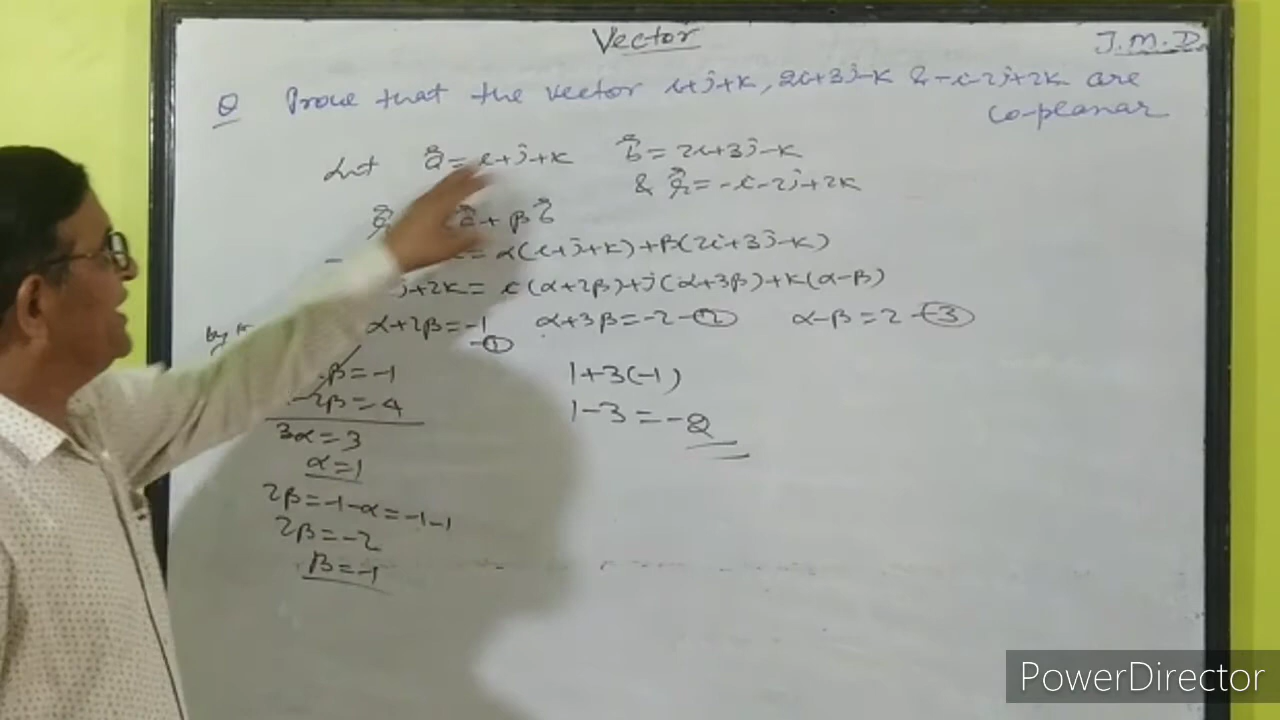 Vector
J.M.D.
Q Prove that the vector i+j+k, 2i+3j-k & -i-2j+2k are
co-planar
Let a = i+j+k b = 2i+3j-k
& r = -i-2j+2k
a + βb
= α(i+j+k)+β(2i+3j-k)
j+2k = i(α+2β)+j(α+3β)+k(α-β)
By α+2β=-1 -① α+3β=-2 -② α-β=2 -③
β=-1 1+3(-1)
-2β=4 1-3=-2
3α=3
α=1
2β=-1-α=-1-1
2β=-2
β=-1
PowerDirector